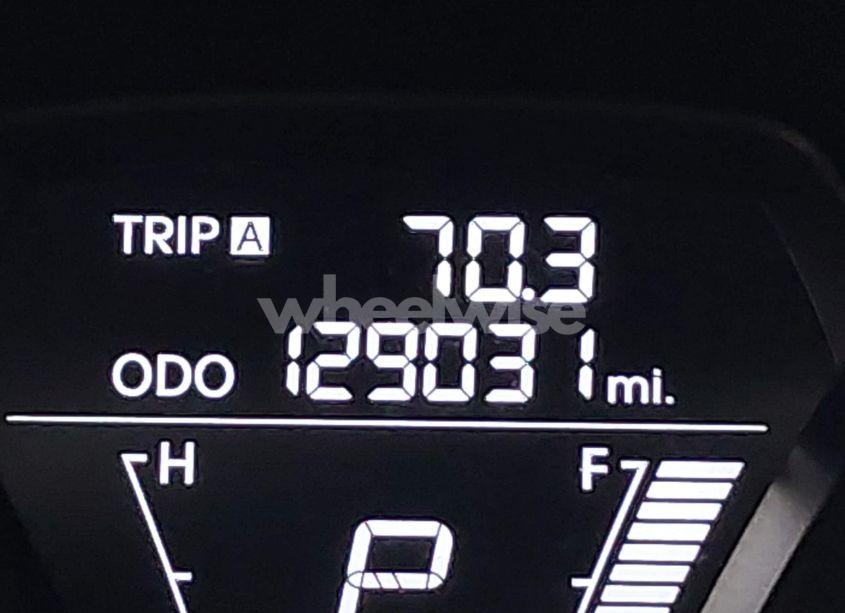 TRIP A 70.3
wheelwise
ODO 129031 mi.
H F
P